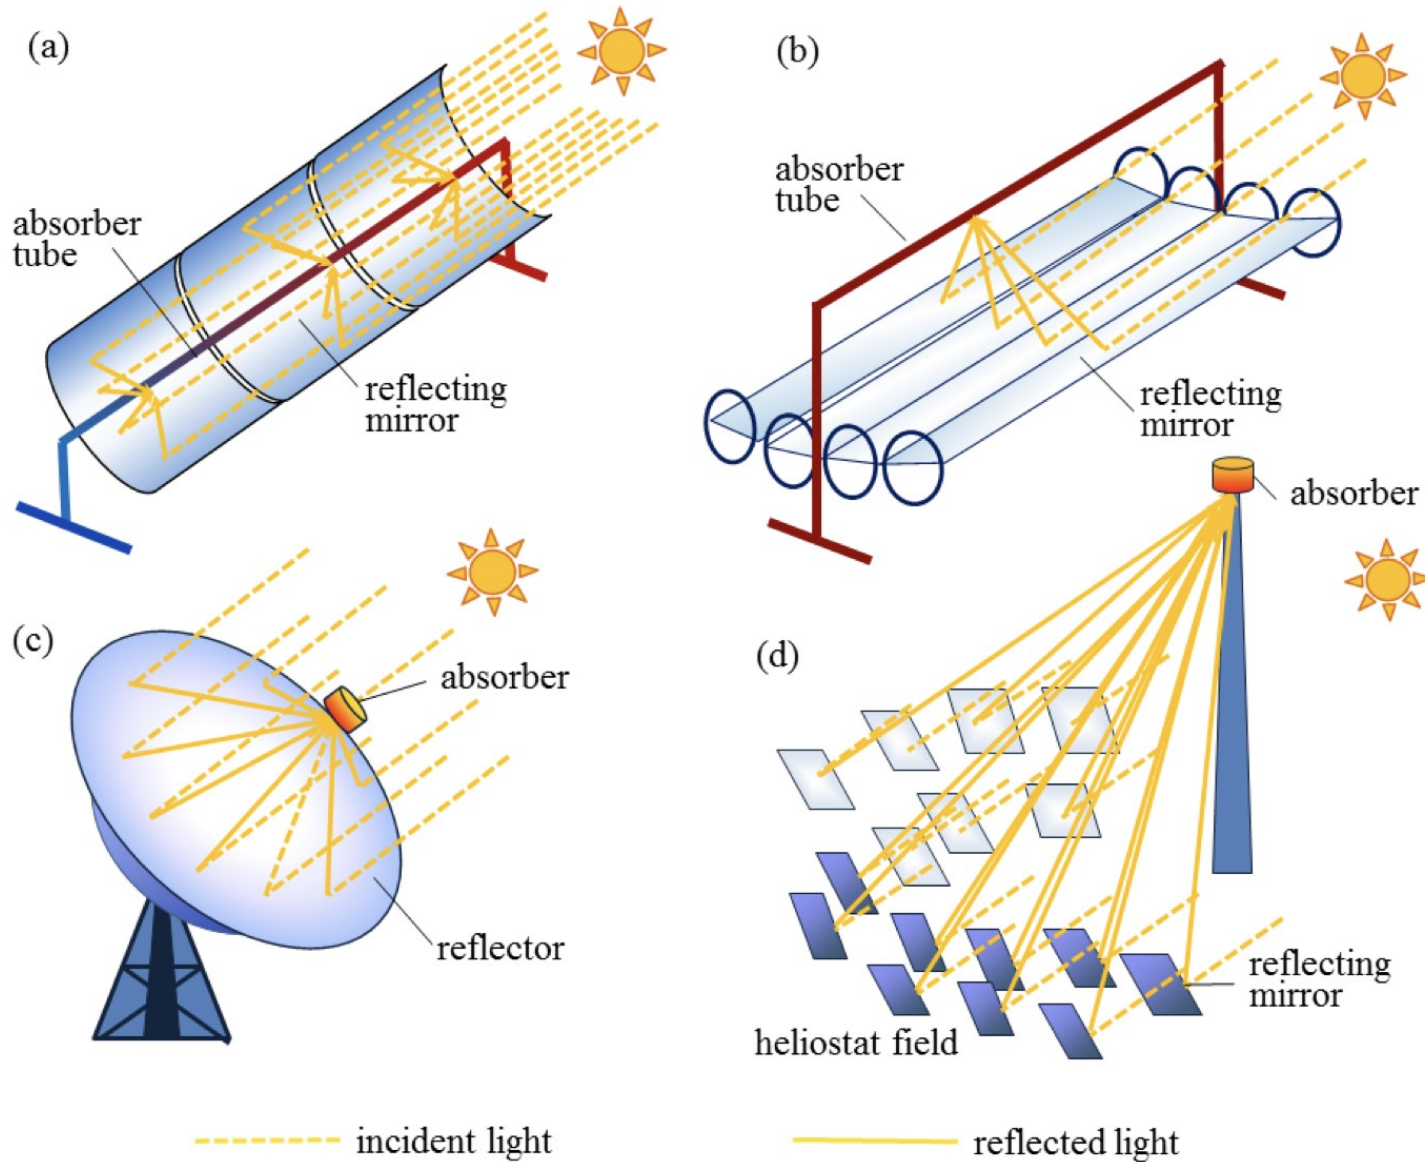 (a)
absorber
tube
reflecting
mirror
(b)
absorber
tube
reflecting
mirror
(c)
absorber
reflector
(d)
absorber
reflecting
mirror
heliostat field
incident light
reflected light